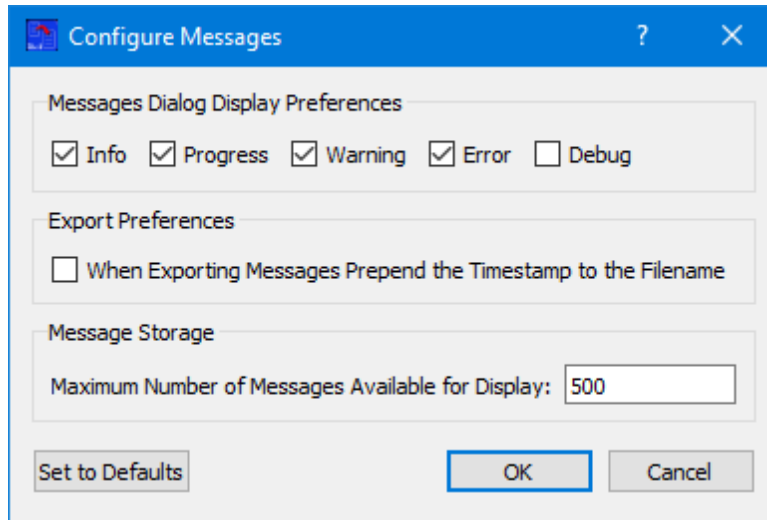 Configure Messages
Messages Dialog Display Preferences
Info Progress Warning Error Debug
Export Preferences
When Exporting Messages Prepend the Timestamp to the Filename
Message Storage
Maximum Number of Messages Available for Display: 500
Set to Defaults OK Cancel